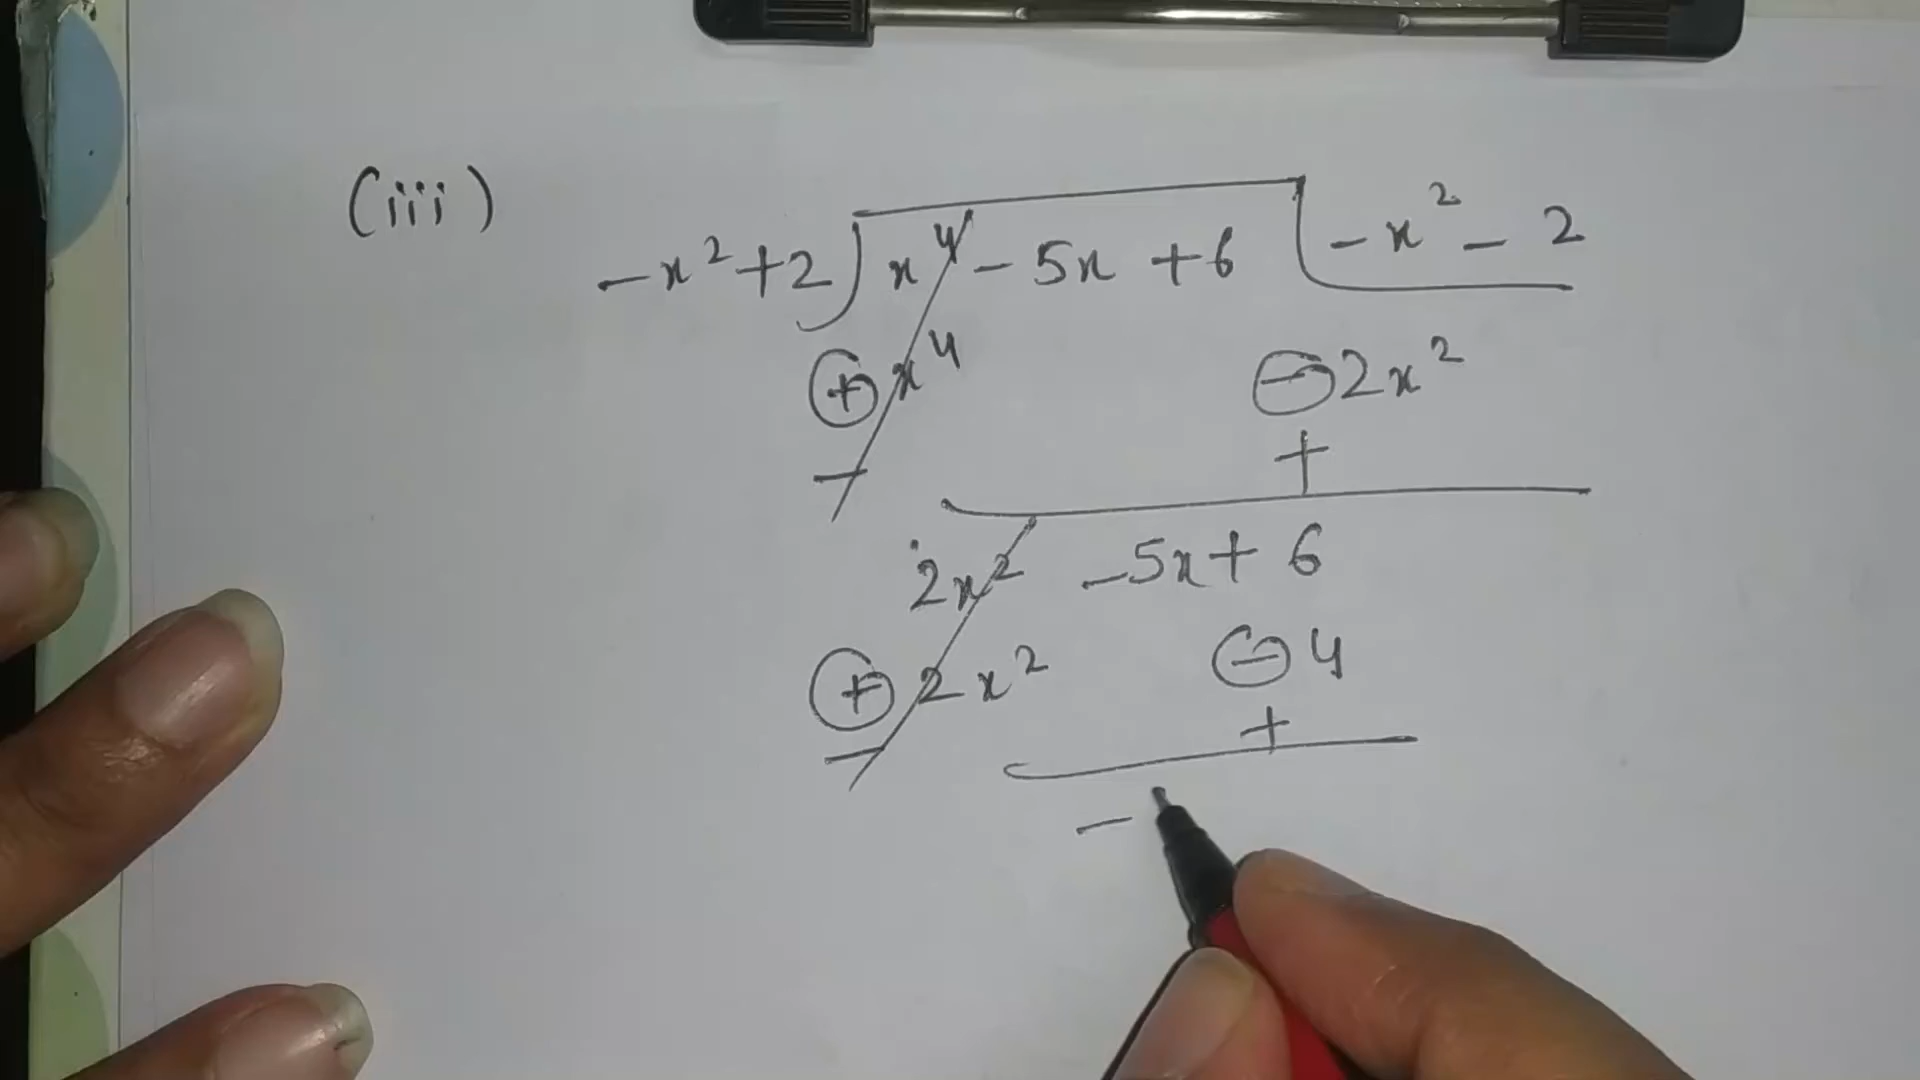 (iii)
-x² + 2 ) x⁴ - 5x + 6 ( -x² - 2
⊕ x⁴ ⊖ 2x²
- +
2x² - 5x + 6
⊕ 2x² ⊖ 4
- +
-